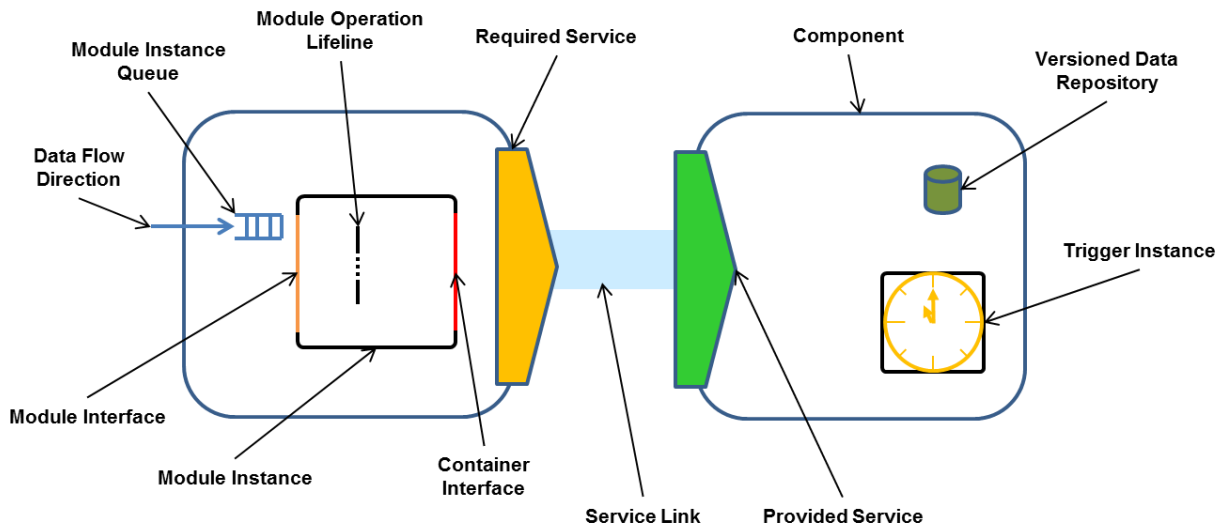 Module Operation
Lifeline
Required Service
Component
Module Instance
Queue
Versioned Data
Repository
Data Flow
Direction
Trigger Instance
Module Interface
Module Instance
Container
Interface
Service Link
Provided Service